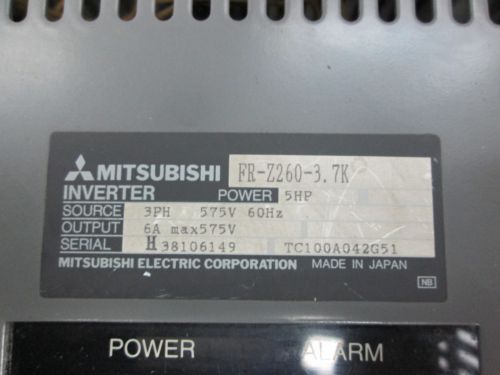 MITSUBISHI FR-Z260-3.7K
INVERTER POWER 5HP
SOURCE 3PH 575V 60Hz
OUTPUT 6A max575V
SERIAL H38106149 TC100A042G51
MITSUBISHI ELECTRIC CORPORATION MADE IN JAPAN
NB
POWER ALARM